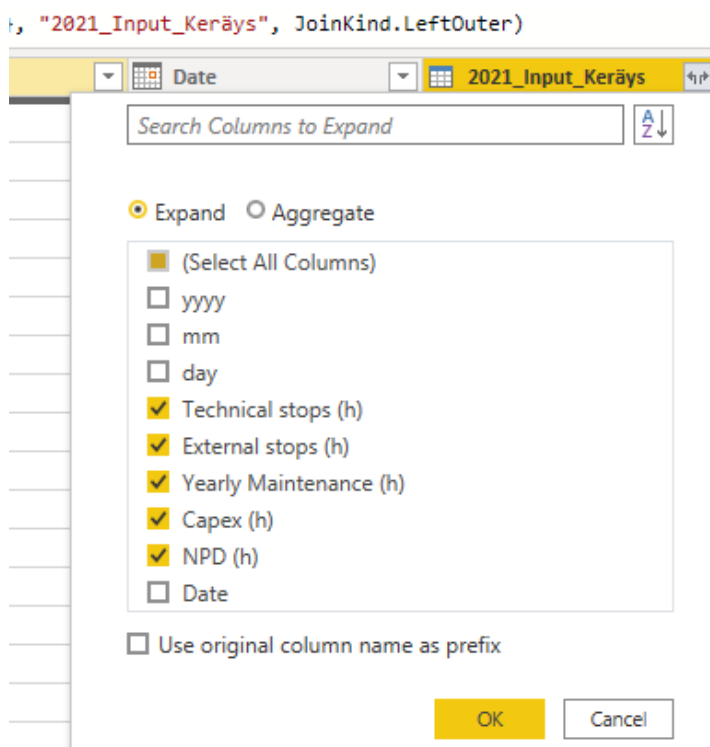 }, "2021_Input_Keräys", JoinKind.LeftOuter)
Date 2021_Input_Keräys
Search Columns to Expand
A
Z
Expand Aggregate
(Select All Columns)
yyyy
mm
day
Technical stops (h)
External stops (h)
Yearly Maintenance (h)
Capex (h)
NPD (h)
Date
Use original column name as prefix
OK Cancel